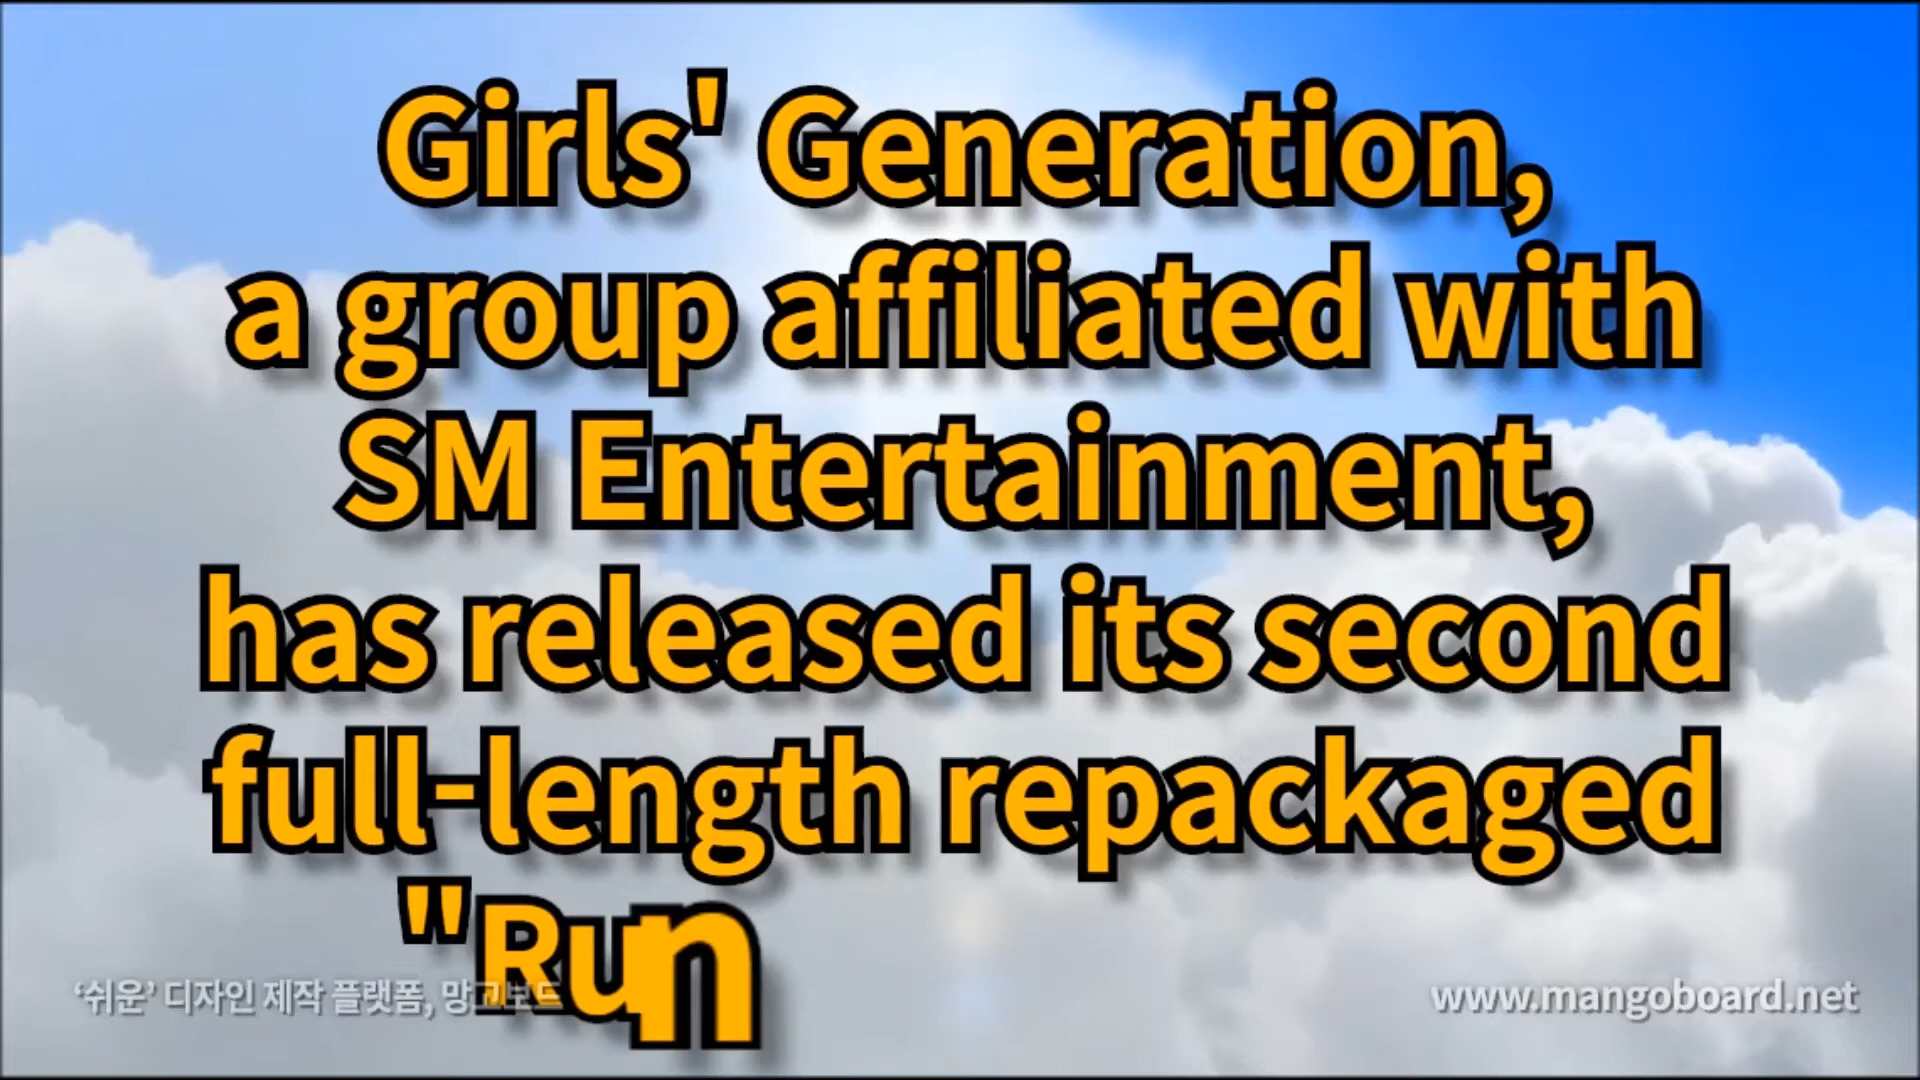 Girls' Generation,
a group affiliated with
SM Entertainment,
has released its second
full-length repackaged
"Run
‘쉬운’ 디자인 제작 플랫폼, 망고보드
www.mangoboard.net